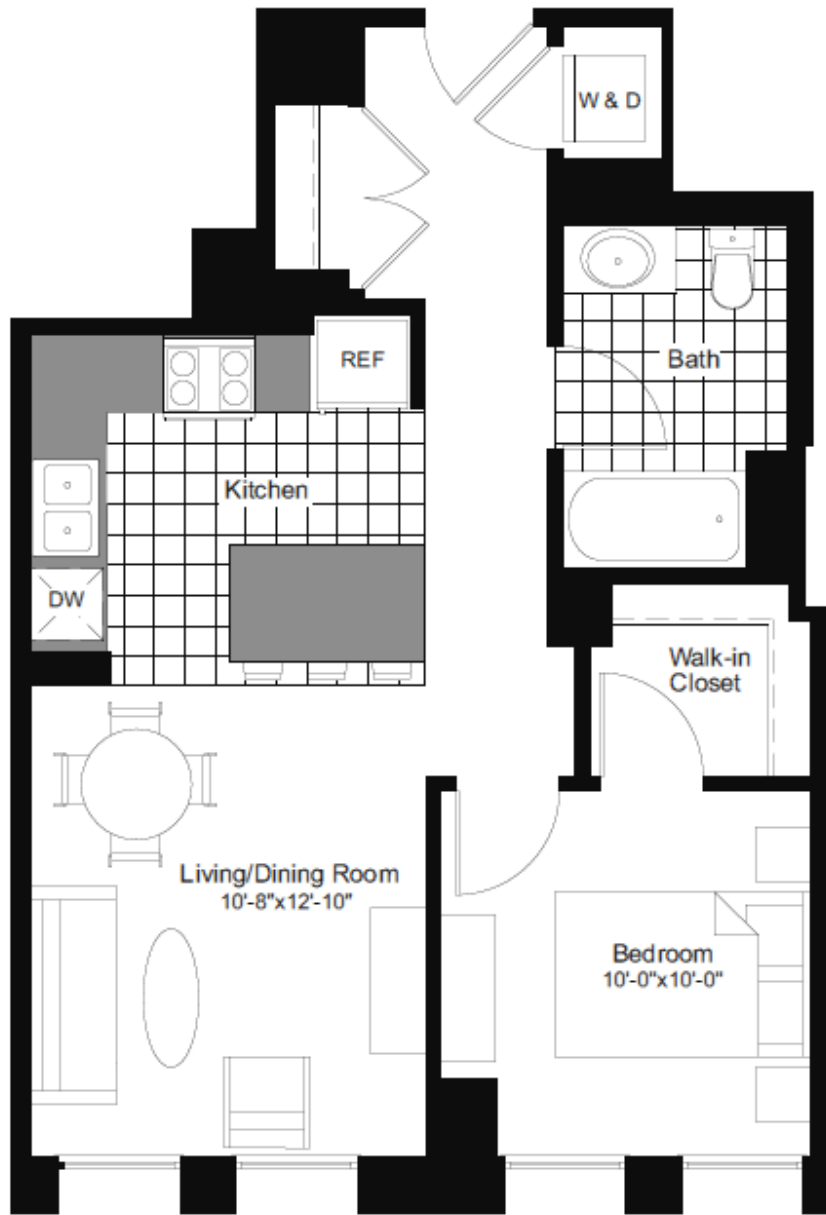 W & D
Bath
REF
Kitchen
DW
Walk-in
Closet
Living/Dining Room
10'-8"x12'-10"
Bedroom
10'-0"x10'-0"